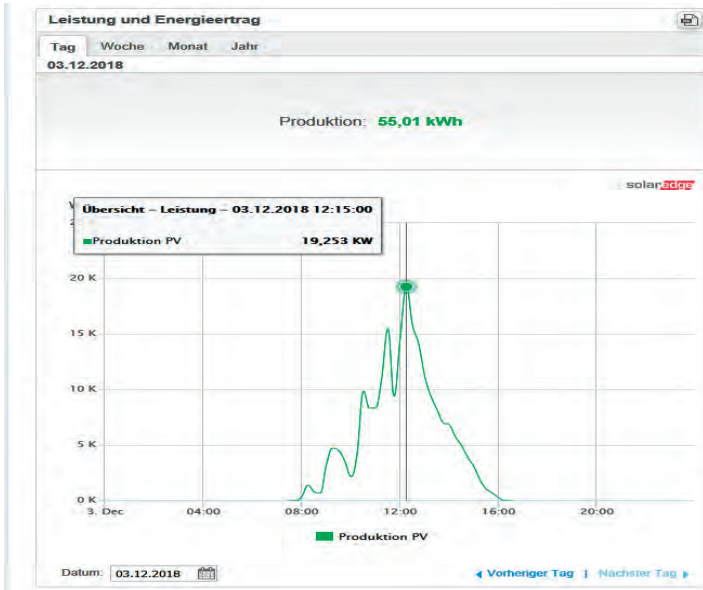 Leistung und Energieertrag
Tag Woche Monat Jahr
03.12.2018
Produktion: 55,01 kWh
solaredge
Übersicht – Leistung – 03.12.2018 12:15:00
Produktion PV 19,253 KW
20 K
15 K
10 K
5 K
0 K
3. Dec 04:00 08:00 12:00 16:00 20:00
Produktion PV
Datum: 03.12.2018 Vorheriger Tag | Nächster Tag